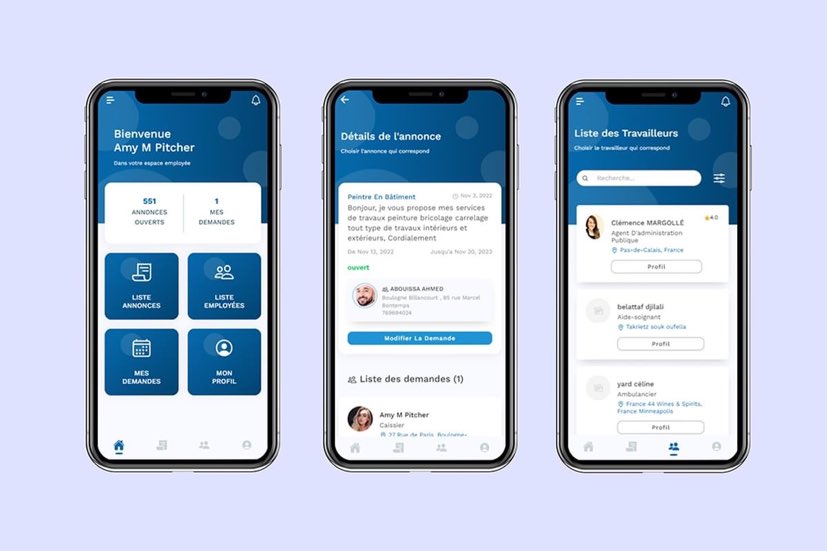 Bienvenue
Amy M Pitcher
Dans votre espace employée
551
ANNONCES
OUVERTS
1
MES
DEMANDES
LISTE
ANNONCES
LISTE
EMPLOYÉES
MES
DEMANDES
MON
PROFIL
Détails de l'annonce
Choisir l'annonce qui correspond
Peintre En Bâtiment
Nov 3, 2022
Bonjour, je vous propose mes services
de travaux peinture bricolage carrelage
tout type de travaux intérieurs et
extérieurs, Cordialement
De Nov 12, 2022
Jusqu'a Nov 20, 2023
ouvert
ABOUISSA AHMED
Boulogne Billancourt , 85 rue Marcel
Bontemps
769694024
Modifier La Demande
Liste des demandes (1)
Amy M Pitcher
Caissier
27 Rue de Paris, Boulogne-
Liste des Travailleurs
Choisir le travailleur qui correspond
Recherche...
Clémence MARGOLLÉ
4.0
Agent D'administration
Publique
Pas-de-Calais, France
Profil
belattaf djilali
Aide-soignant
Takrietz souk oufella
Profil
yard céline
Ambulancier
France 44 Wines & Spirits,
France Minneapolis
Profil